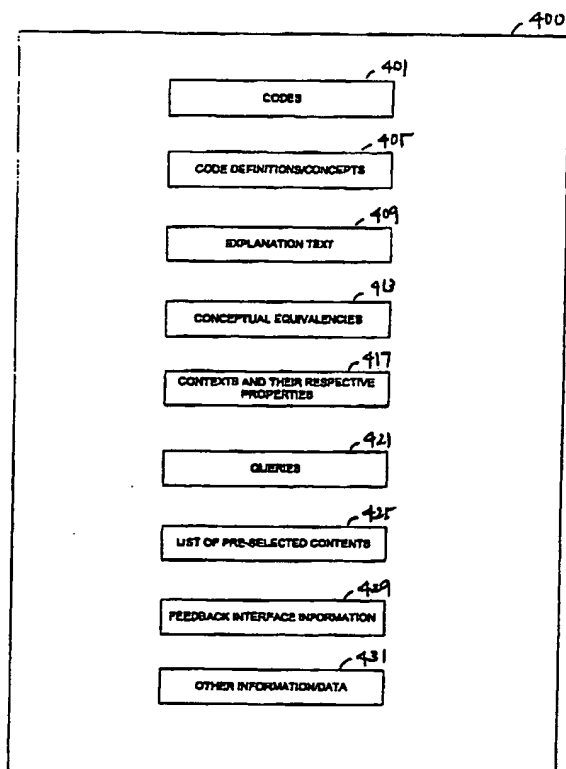 400
401
CODES
405
CODE DEFINITIONS/CONCEPTS
409
EXPLANATION TEXT
413
CONCEPTUAL EQUIVALENCIES
417
CONTEXTS AND THEIR RESPECTIVE
PROPERTIES
421
QUERIES
425
LIST OF PRE-SELECTED CONTENTS
429
FEEDBACK INTERFACE INFORMATION
431
OTHER INFORMATION/DATA